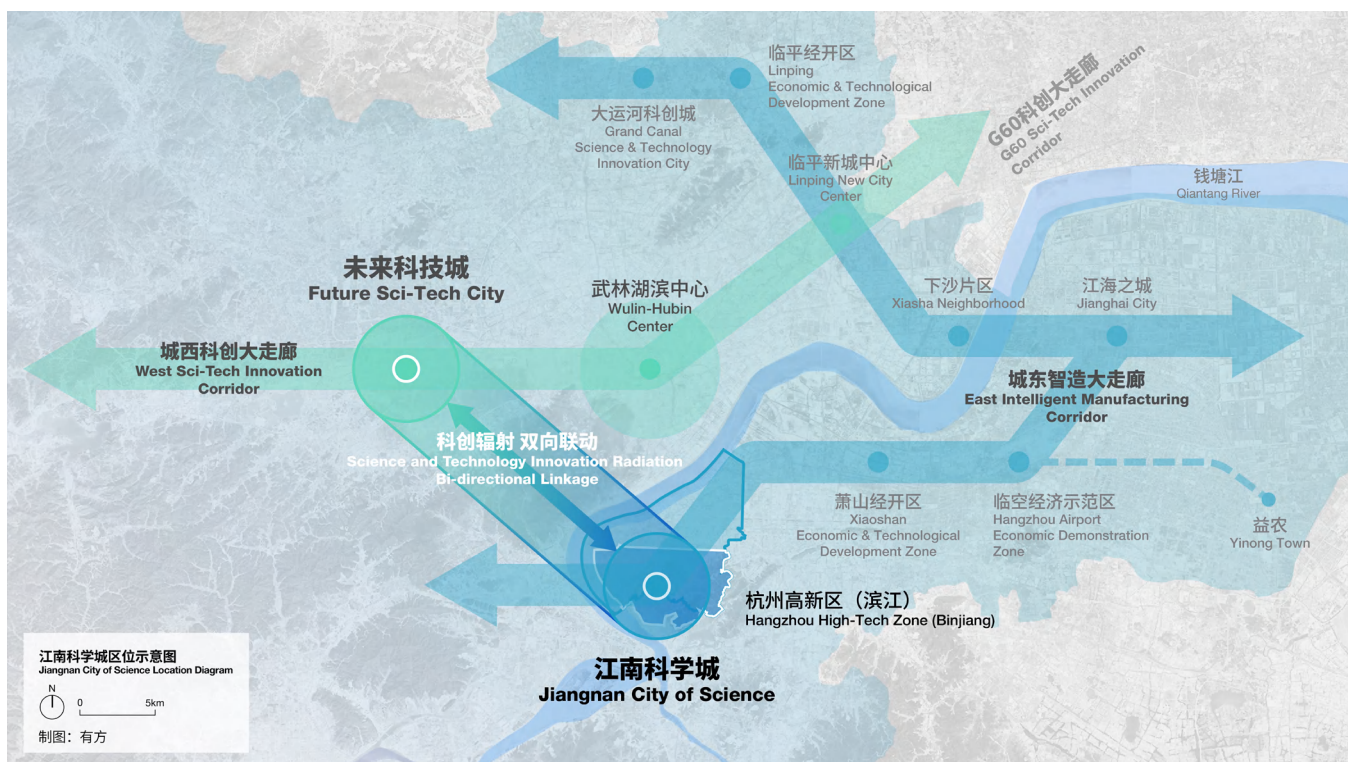 临平经开区
Linping
Economic & Technological
Development Zone
大运河科创城
Grand Canal
Science & Technology
Innovation City
G60科创大走廊
G60 Sci-Tech Innovation
Corridor
临平新城中心
Linping New City
Center
钱塘江
Qiantang River
未来科技城
Future Sci-Tech City
武林湖滨中心
Wulin-Hubin
Center
下沙片区
Xiasha Neighborhood
江海之城
Jianghai City
城西科创大走廊
West Sci-Tech Innovation
Corridor
城东智造大走廊
East Intelligent Manufacturing
Corridor
科创辐射 双向联动
Science and Technology Innovation Radiation
Bi-directional Linkage
萧山经开区
Xiaoshan
Economic & Technological
Development Zone
临空经济示范区
Hangzhou Airport
Economic Demonstration
Zone
益农
Yinong Town
杭州高新区（滨江）
Hangzhou High-Tech Zone (Binjiang)
江南科学城
Jiangnan City of Science
江南科学城区位示意图
Jiangnan City of Science Location Diagram
N
0 5km
制图：有方